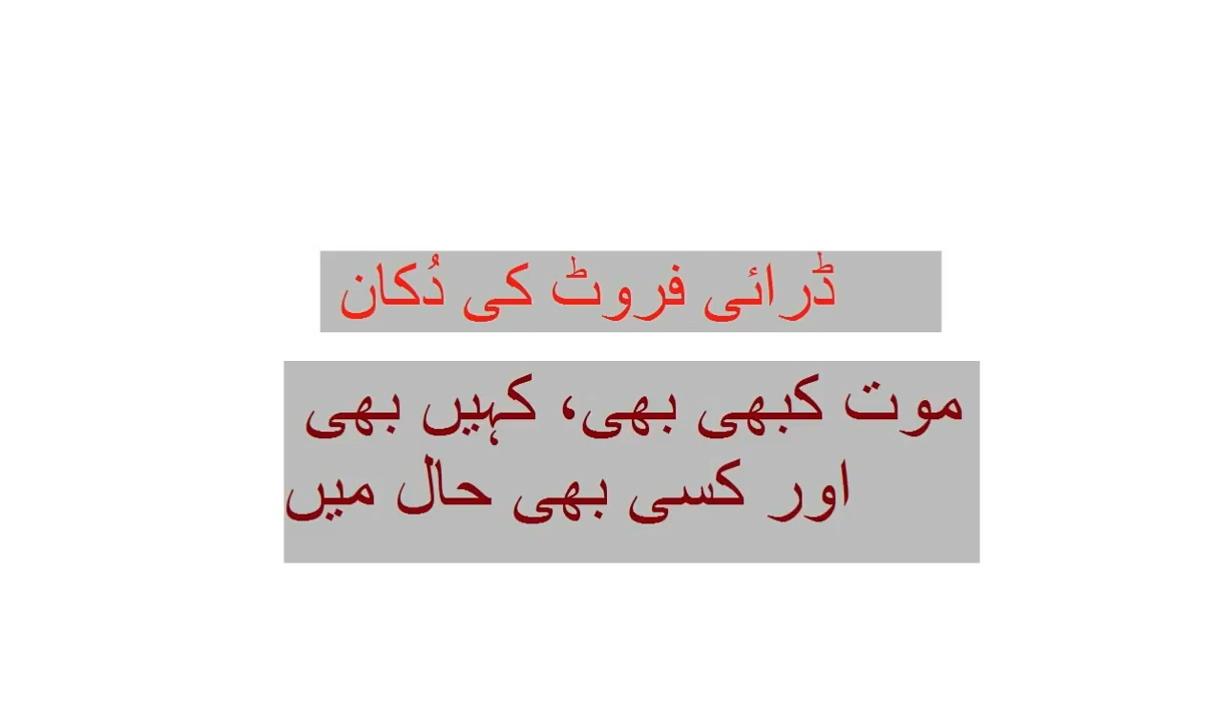 ڈرائی فروٹ کی دُکان
موت کبھی بھی، کہیں بھی
اور کسی بھی حال میں